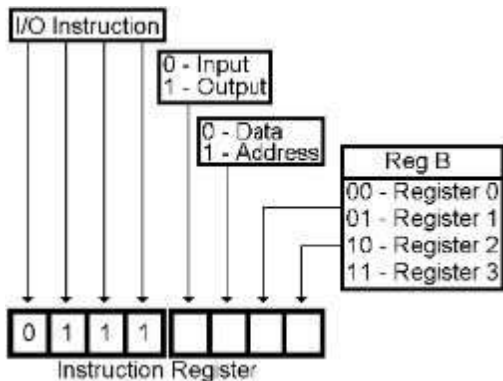 I/O Instruction
0 - Input
1 - Output
0 - Data
1 - Address
Reg B
00 - Register 0
01 - Register 1
10 - Register 2
11 - Register 3
0 1 1 1
Instruction Register